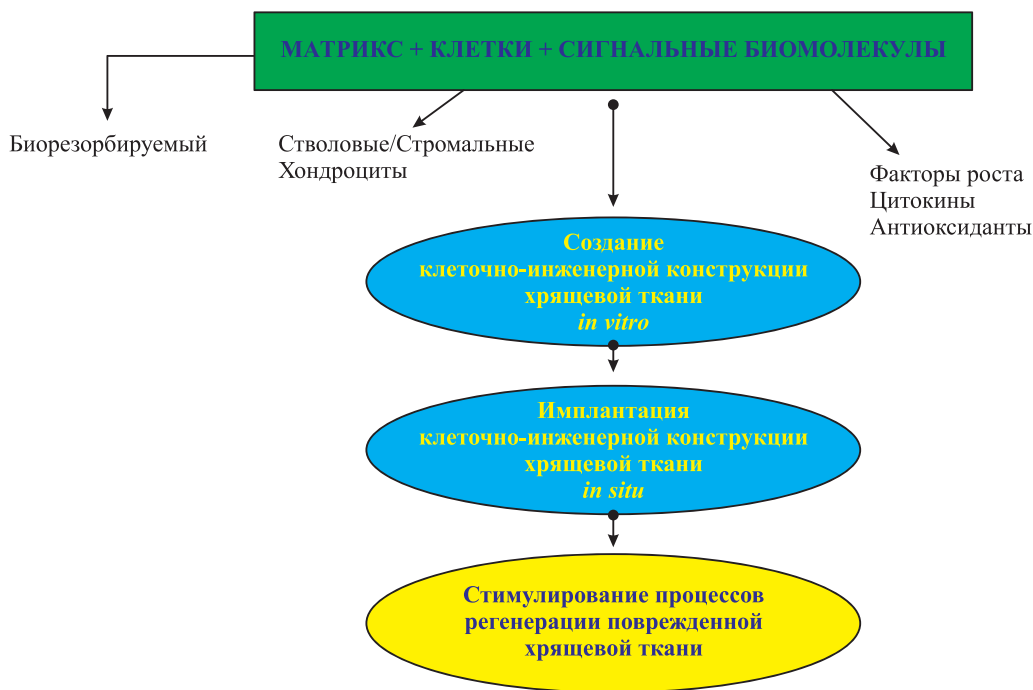 МАТРИКС + КЛЕТКИ + СИГНАЛЬНЫЕ БИОМОЛЕКУЛЫ
Биорезорбируемый
Стволовые/Стромальные
Хондроциты
Факторы роста
Цитокины
Антиоксиданты
Создание
клеточно-инженерной конструкции
хрящевой ткани
in vitro
Имплантация
клеточно-инженерной конструкции
хрящевой ткани
in situ
Стимулирование процессов
регенерации поврежденной
хрящевой ткани